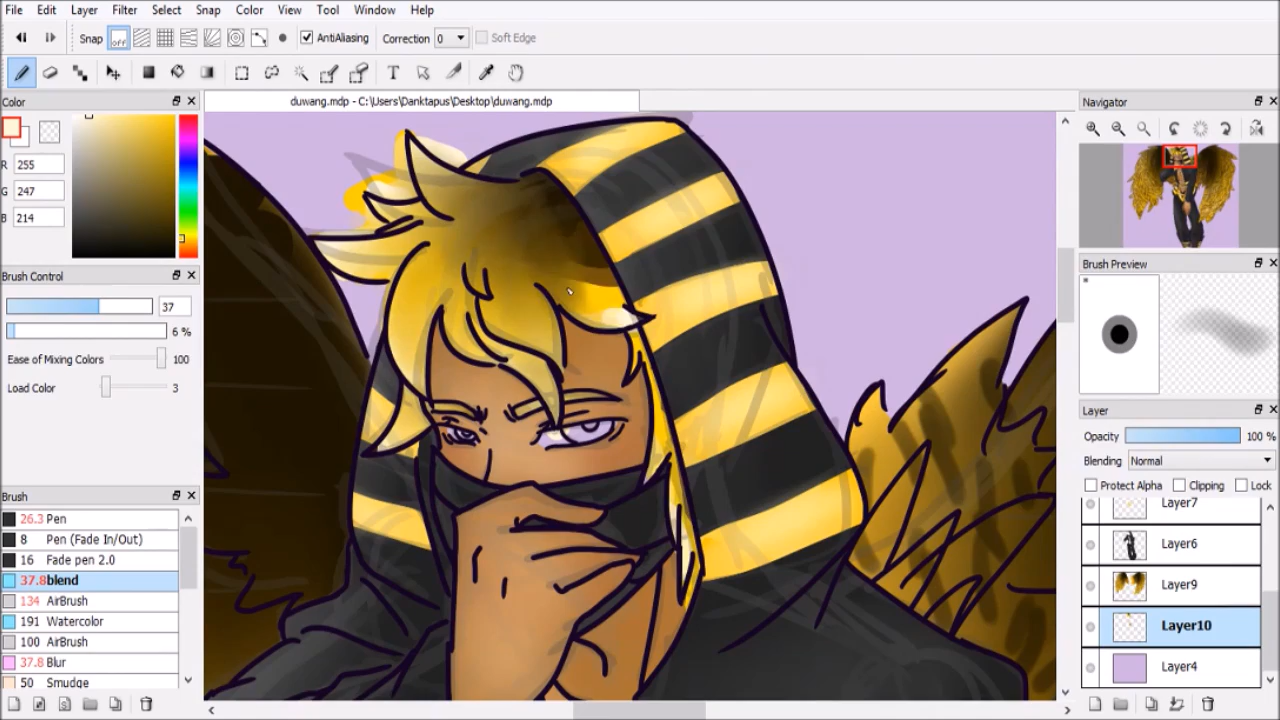 File Edit Layer Filter Select Snap Color View Tool Window Help
Snap off AntiAliasing Correction 0 Soft Edge
T
Color
duwang.mdp - C:\Users\Danktapus\Desktop\duwang.mdp
Navigator
R 255
G 247
B 214
Brush Control
37
6 %
Ease of Mixing Colors 100
Load Color 3
Brush Preview
Layer
Opacity 100 %
Blending Normal
Protect Alpha Clipping Lock
Brush
26.3 Pen
8 Pen (Fade In/Out)
16 Fade pen 2.0
37.8 blend
134 AirBrush
191 Watercolor
100 AirBrush
37.8 Blur
50 Smudge
Layer7
Layer6
Layer9
Layer10
Layer4